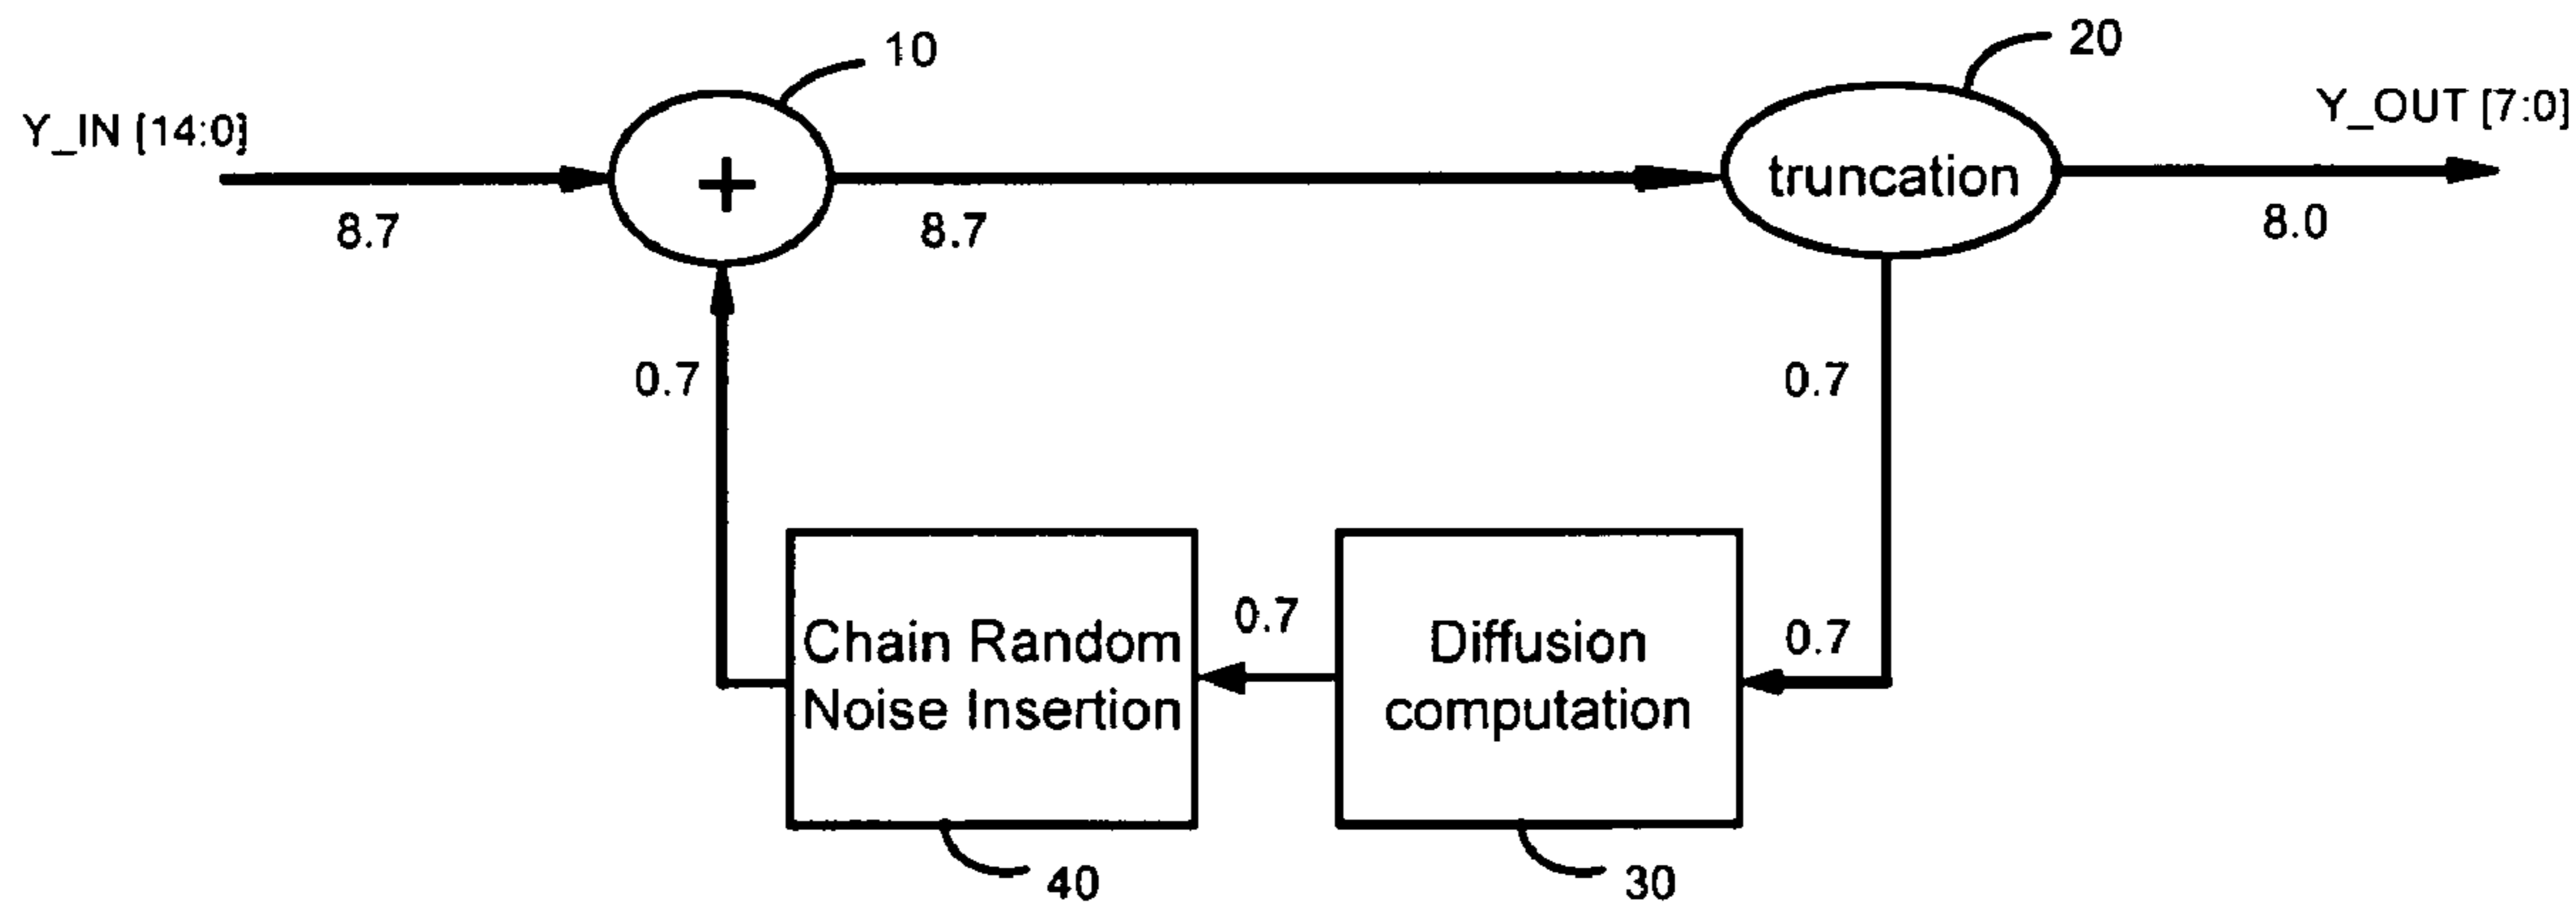 10
20
Y_IN [14:0]
Y_OUT [7:0]
+
truncation
8.7
8.7
8.0
0.7
0.7
Chain Random
Noise Insertion
0.7
Diffusion
computation
0.7
40
30